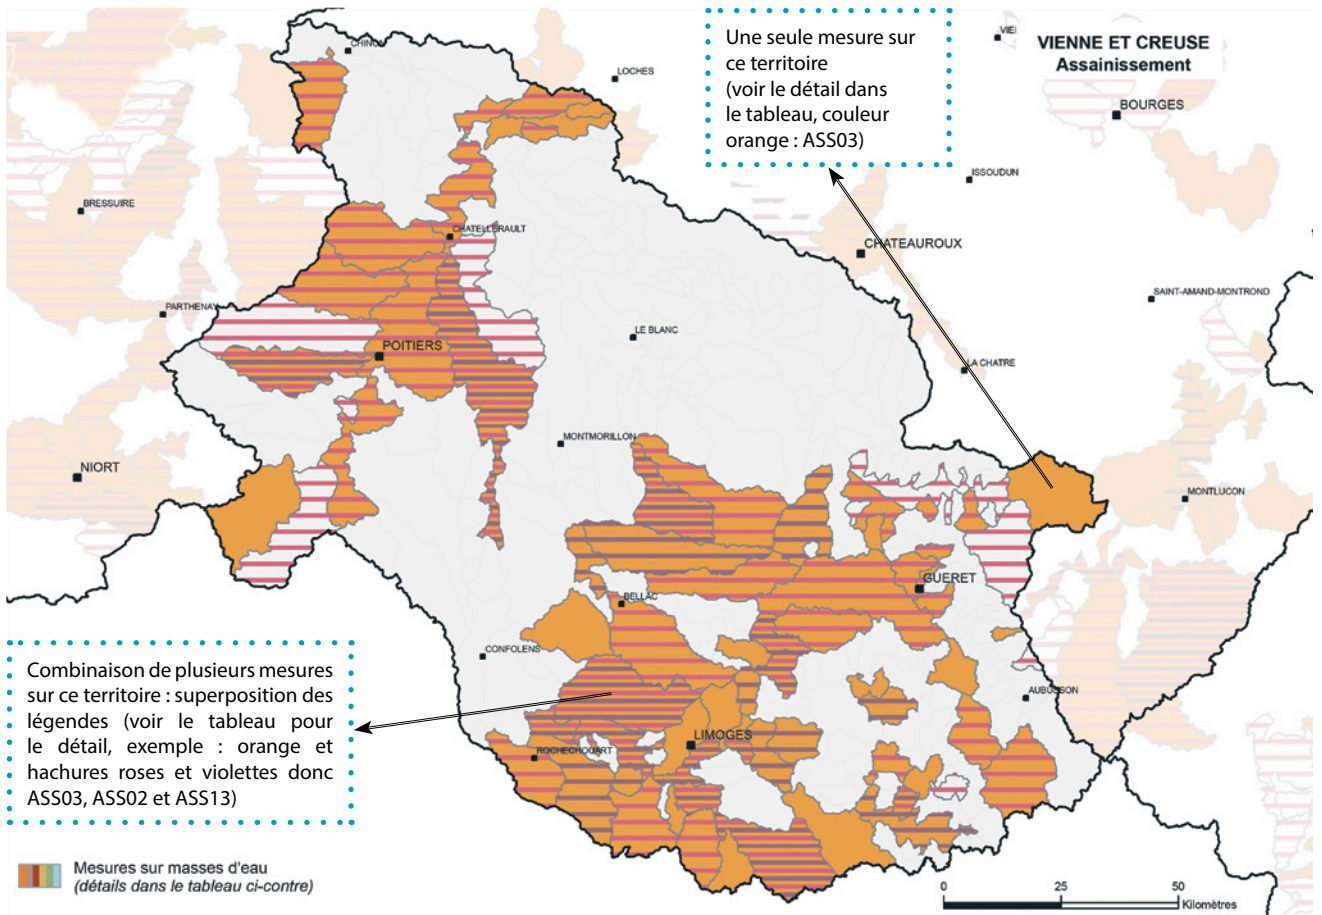 VIENNE ET CREUSE
Assainissement
Une seule mesure sur
ce territoire
(voir le détail dans
le tableau, couleur
orange : ASS03)
CHINON
LOCHES
BOURGES
ISSOUDUN
BRESSUIRE
CHATELLERAULT
CHATEAUROUX
SAINT-AMAND-MONTROND
PARTHENAY
LE BLANC
POITIERS
LA CHATRE
MONTMORILLON
NIORT
MONTLUCON
GUERET
BELLAC
CONFOLENS
AUBUSSON
LIMOGES
ROCHECHOUART
Combinaison de plusieurs mesures
sur ce territoire : superposition des
légendes (voir le tableau pour
le détail, exemple : orange et
hachures roses et violettes donc
ASS03, ASS02 et ASS13)
Mesures sur masses d'eau
(détails dans le tableau ci-contre)
0 25 50
Kilomètres